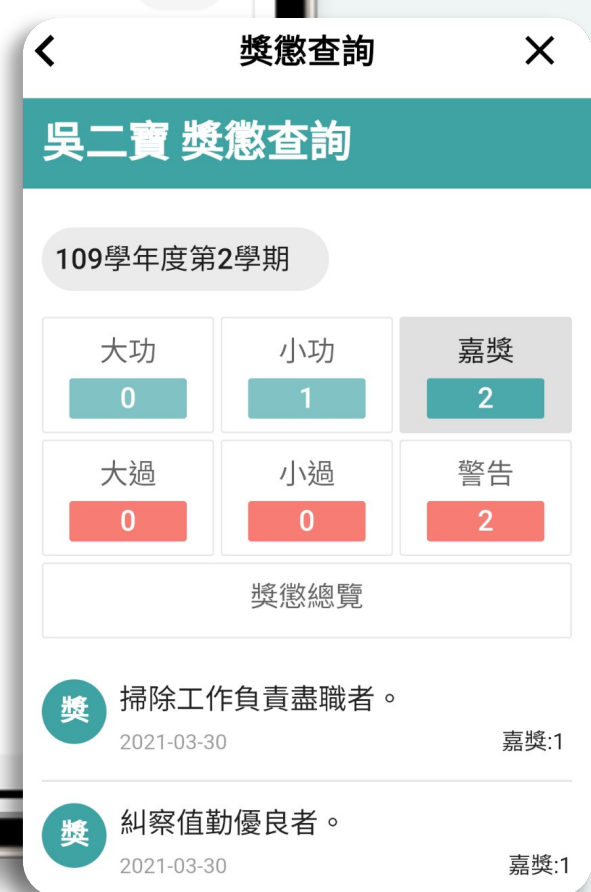 獎懲查詢
吳二寶 獎懲查詢
109學年度第2學期
大功 小功 嘉獎
0 1 2
大過 小過 警告
0 0 2
獎懲總覽
獎 掃除工作負責盡職者。
2021-03-30 嘉獎:1
獎 糾察值勤優良者。
2021-03-30 嘉獎:1